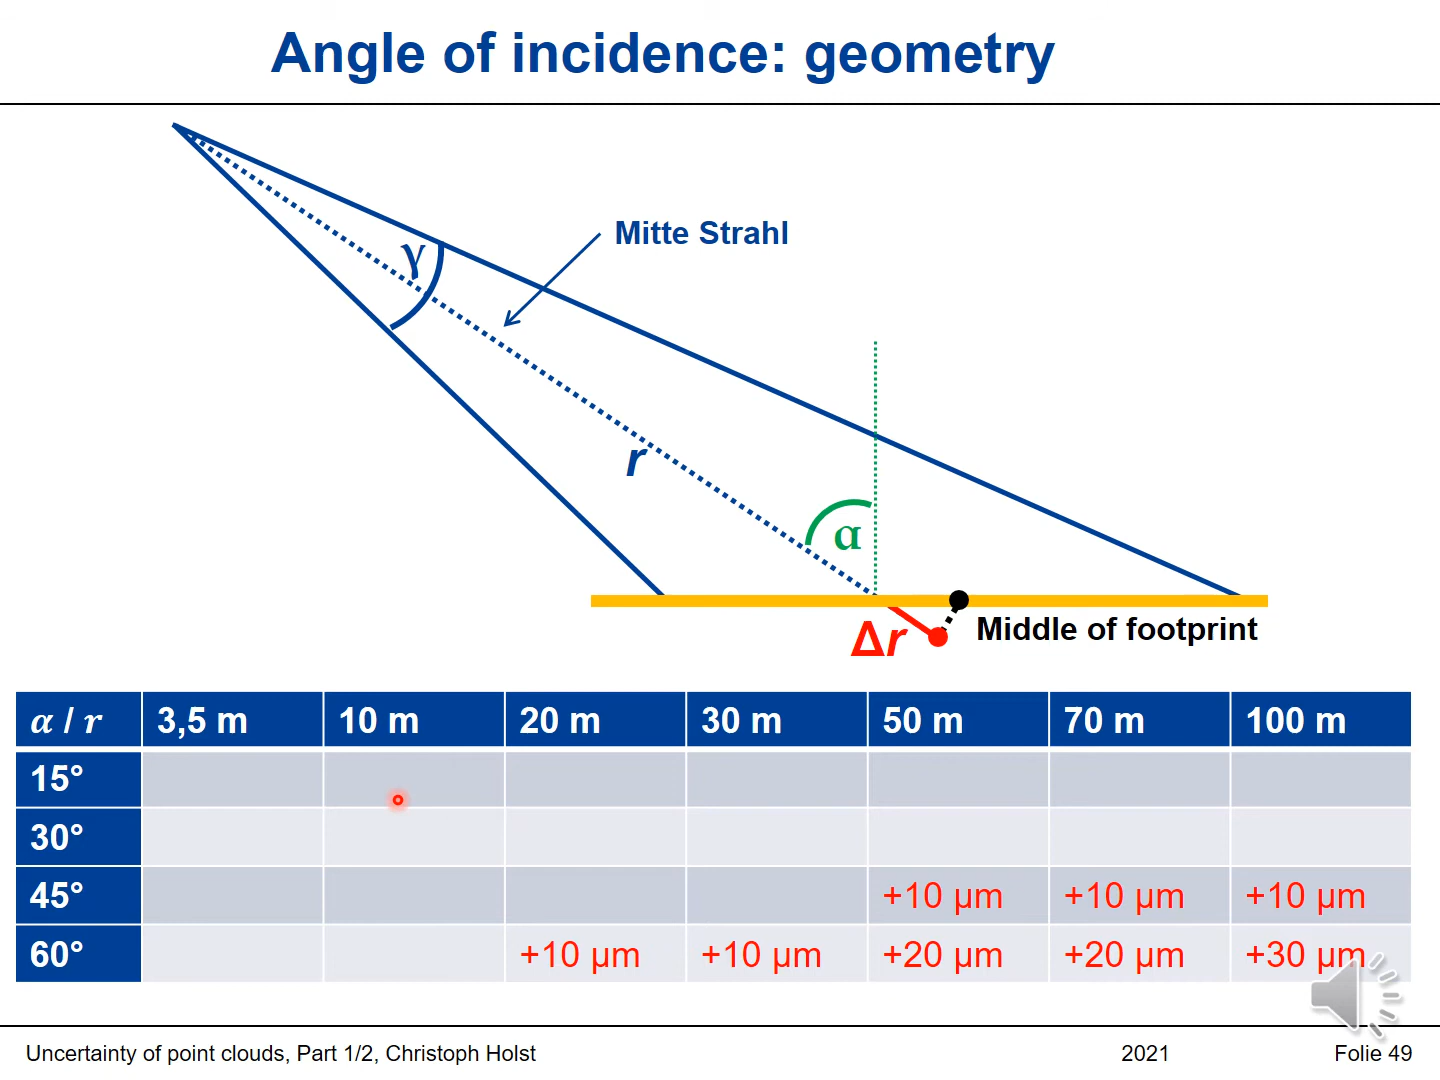 Angle of incidence: geometry
γ
Mitte Strahl
r
α
Δr
Middle of footprint
α / r 3,5 m 10 m 20 m 30 m 50 m 70 m 100 m
15°
30°
45° +10 µm +10 µm +10 µm
60° +10 µm +10 µm +20 µm +20 µm +30 µm
Uncertainty of point clouds, Part 1/2, Christoph Holst 2021 Folie 49